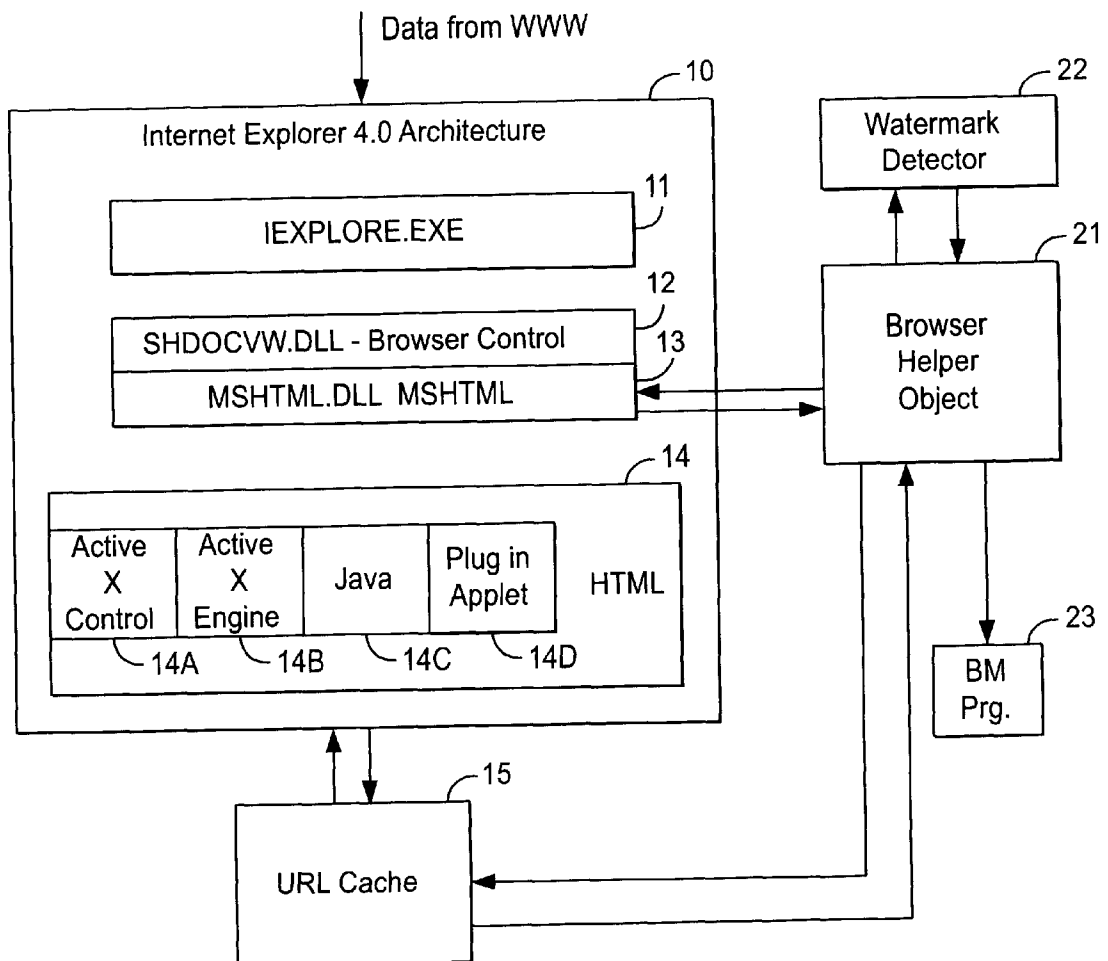 Data from WWW
10
Internet Explorer 4.0 Architecture
11
IEXPLORE.EXE
12
SHDOCVW.DLL - Browser Control
13
MSHTML.DLL MSHTML
14
Active
X
Control
Active
X
Engine
Java
Plug in
Applet
HTML
14A
14B
14C
14D
15
URL Cache
22
Watermark
Detector
21
Browser
Helper
Object
23
BM
Prg.